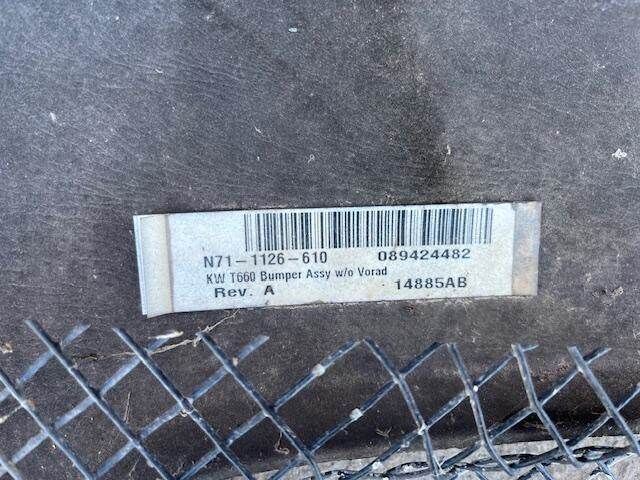 N71-1126-610 089424482
KW T660 Bumper Assy w/o Vorad
Rev. A 14885AB